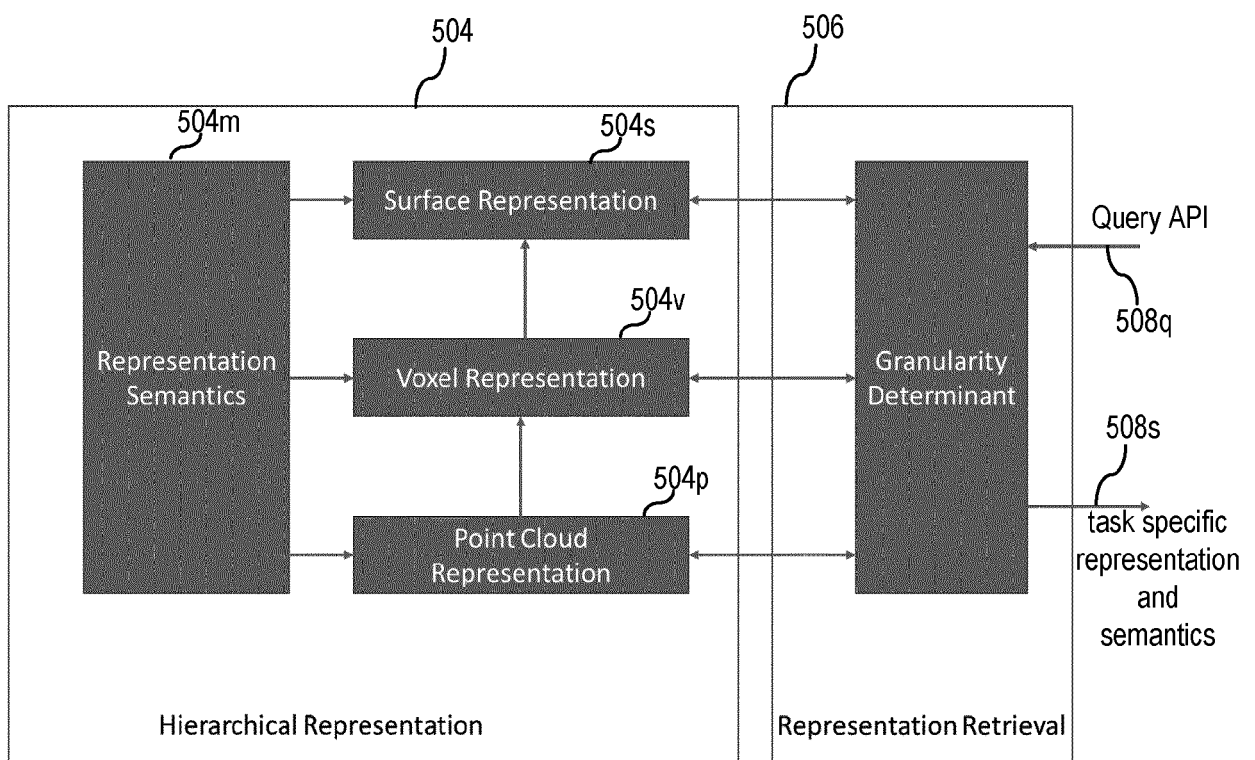 504
506
504m
504s
Surface Representation
Query API
508q
504v
Representation
Semantics
Voxel Representation
Granularity
Determinant
508s
504p
Point Cloud
Representation
task specific
representation
and
semantics
Hierarchical Representation
Representation Retrieval